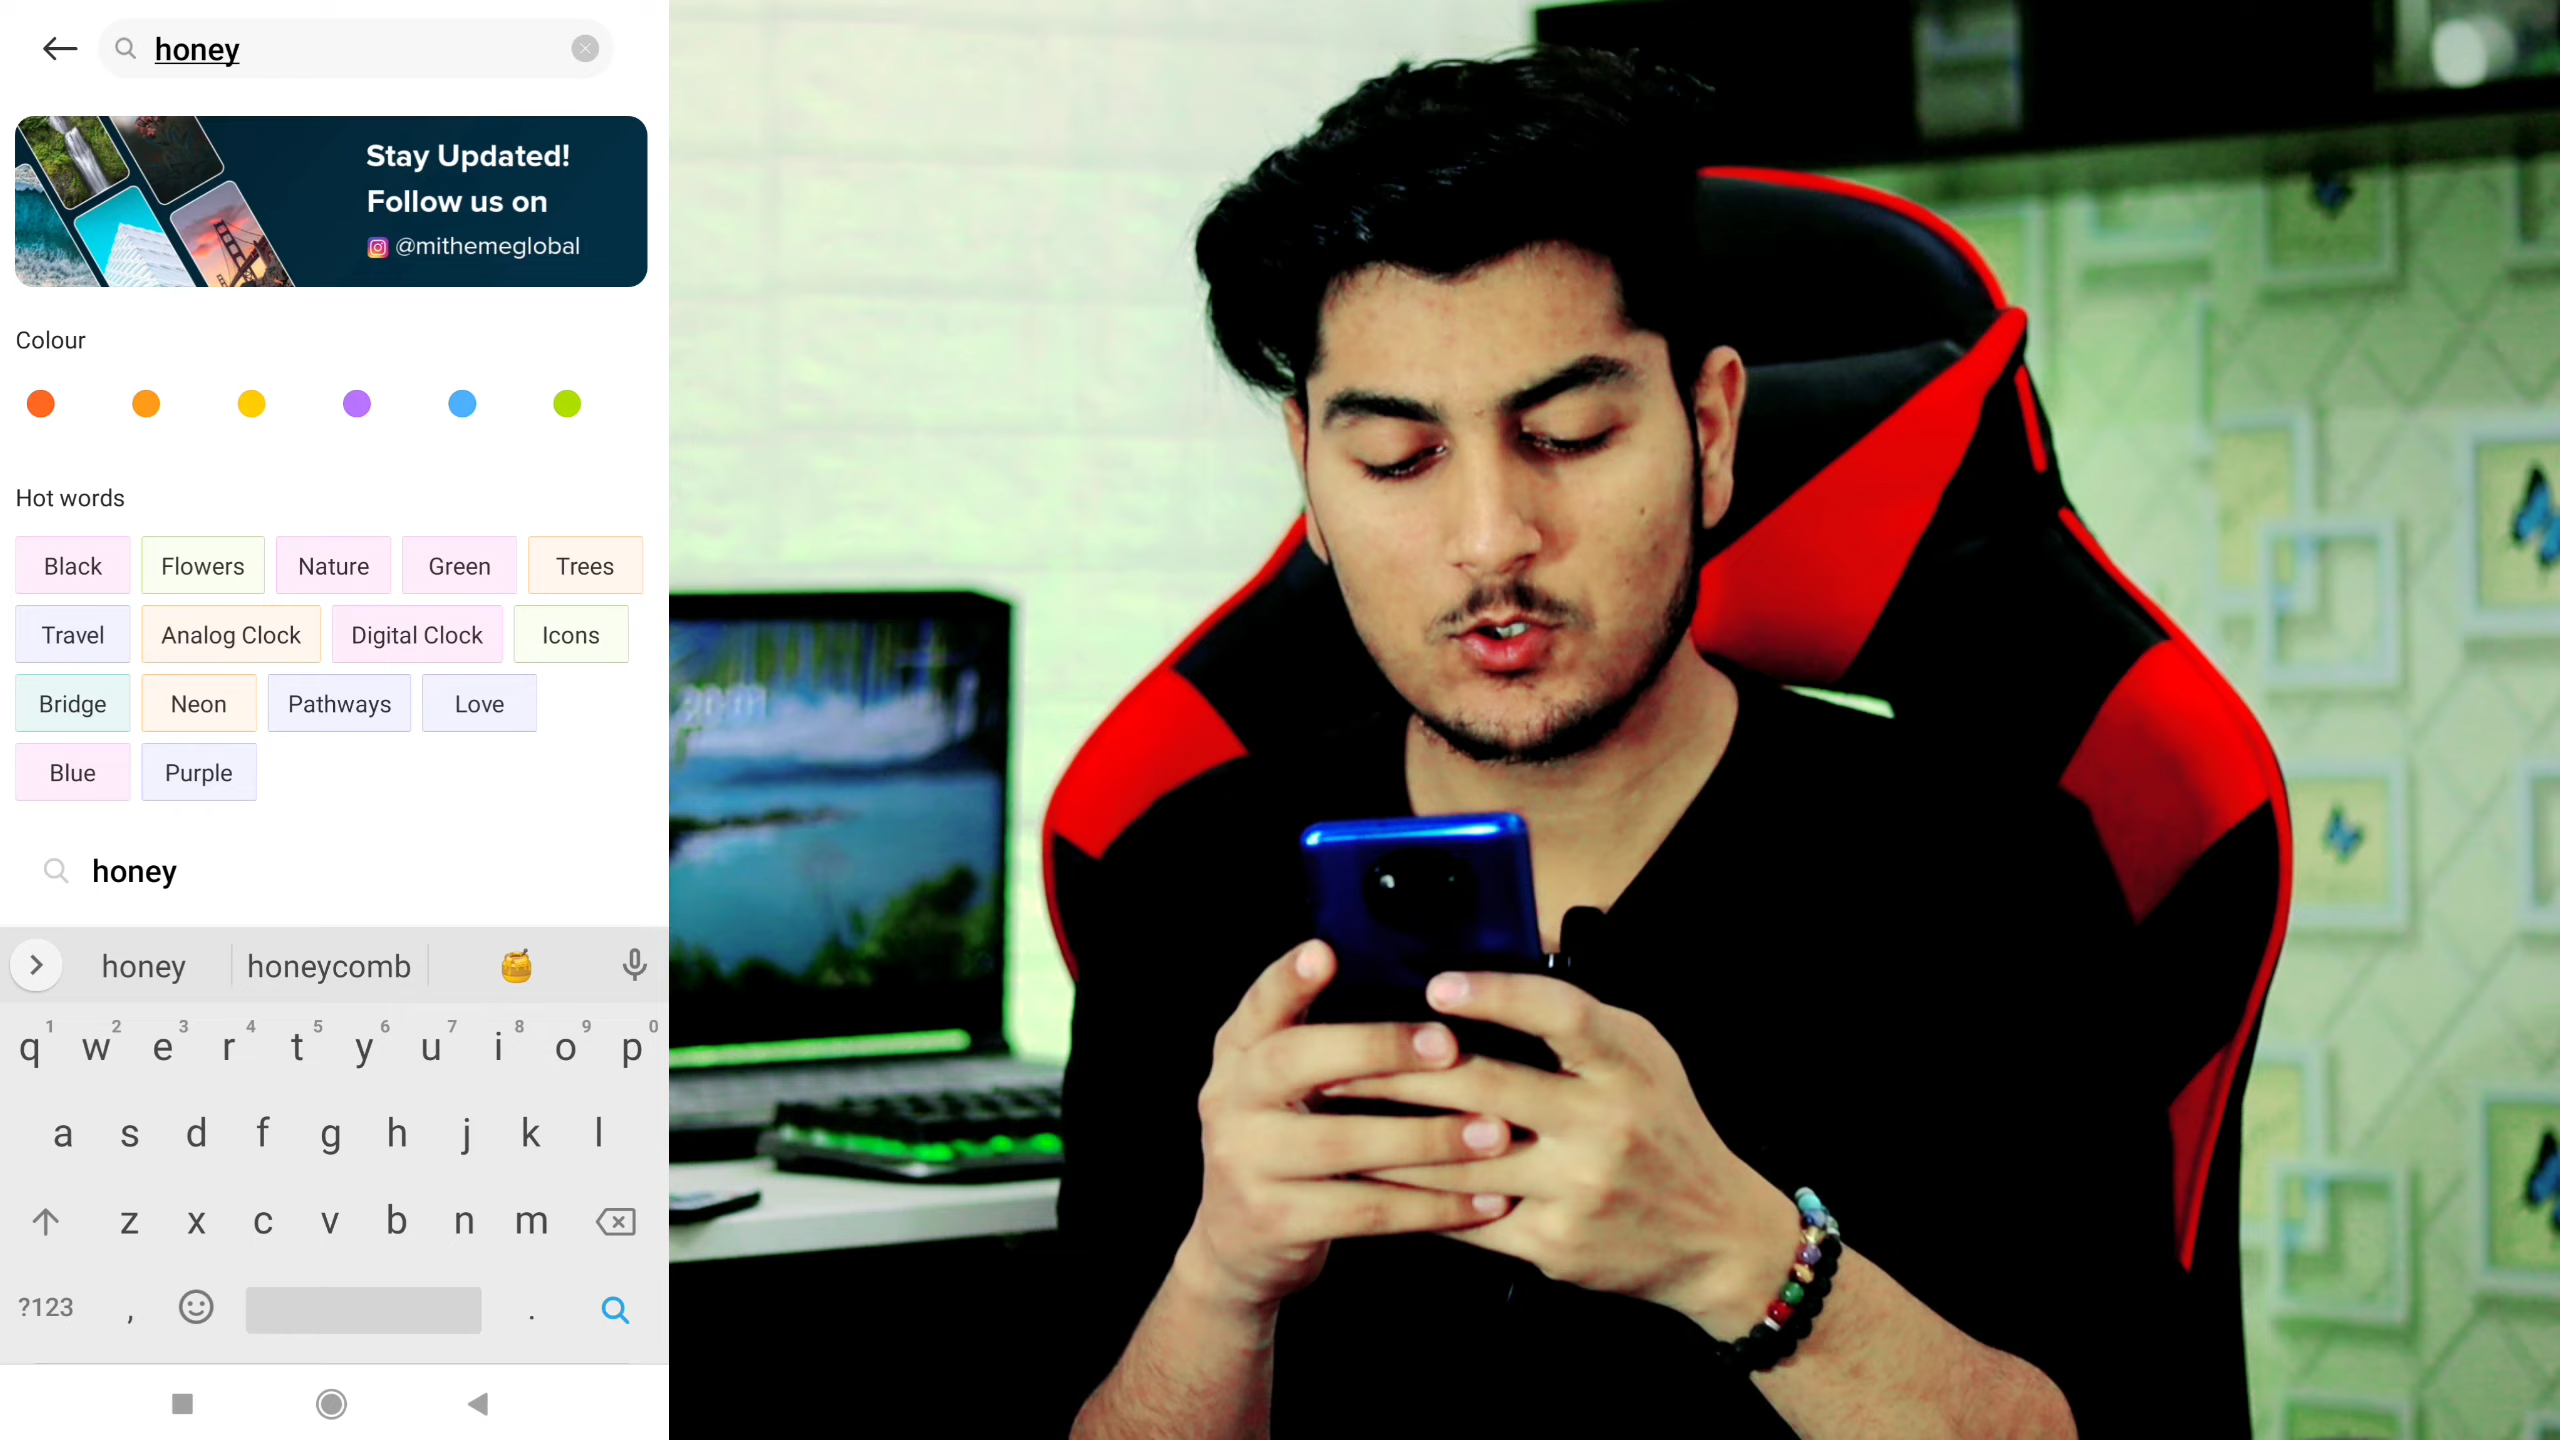 honey
Stay Updated!
Follow us on
@mithemeglobal
Colour
Hot words
Black Flowers Nature Green Trees
Travel Analog Clock Digital Clock Icons
Bridge Neon Pathways Love
Blue Purple
honey
honey honeycomb
1 2 3 4 5 6 7 8 9 0
q w e r t y u i o p
a s d f g h j k l
z x c v b n m
?123 , .